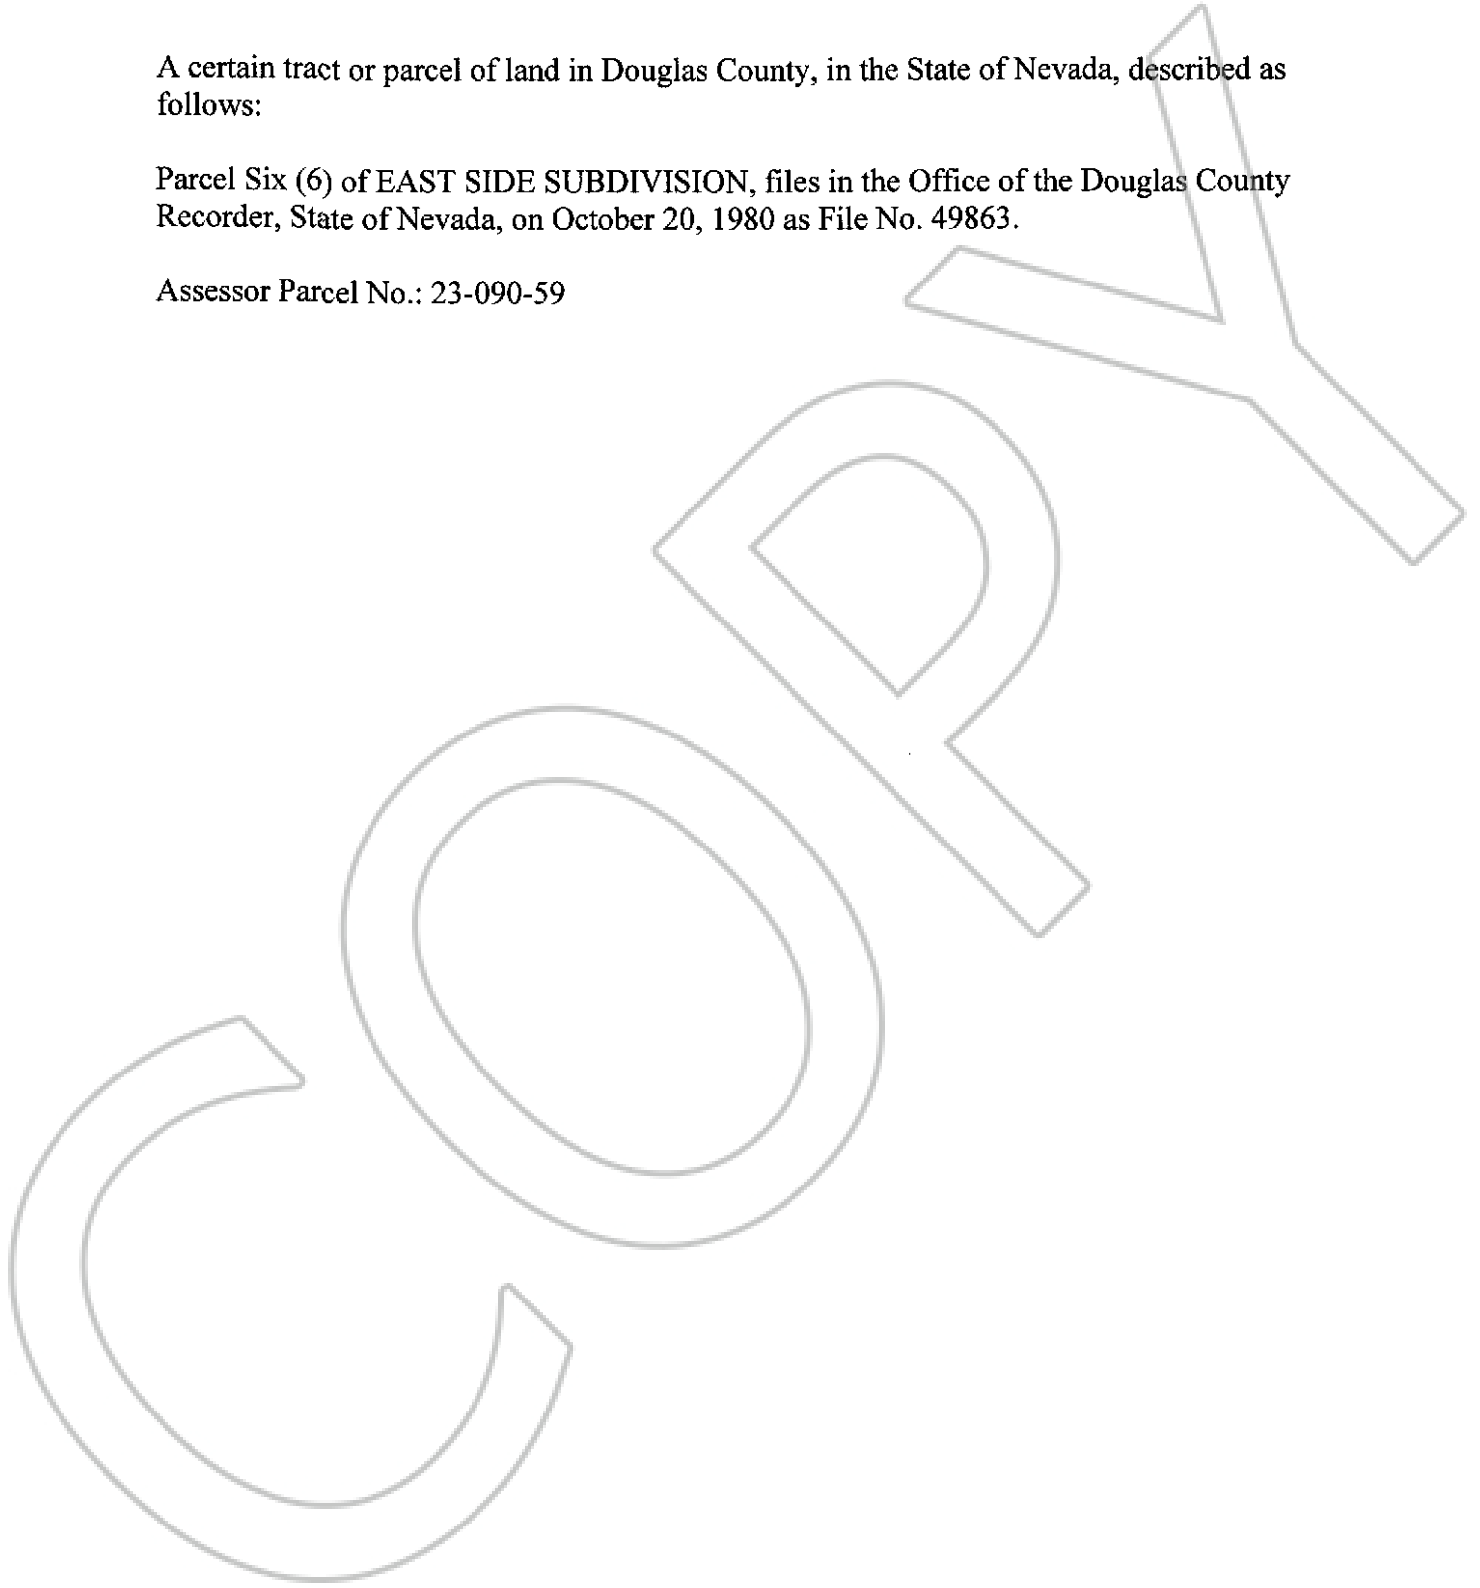 A certain tract or parcel of land in Douglas County, in the State of Nevada, described as
follows:
Parcel Six (6) of EAST SIDE SUBDIVISION, files in the Office of the Douglas County
Recorder, State of Nevada, on October 20, 1980 as File No. 49863.
Assessor Parcel No.: 23-090-59
COPY